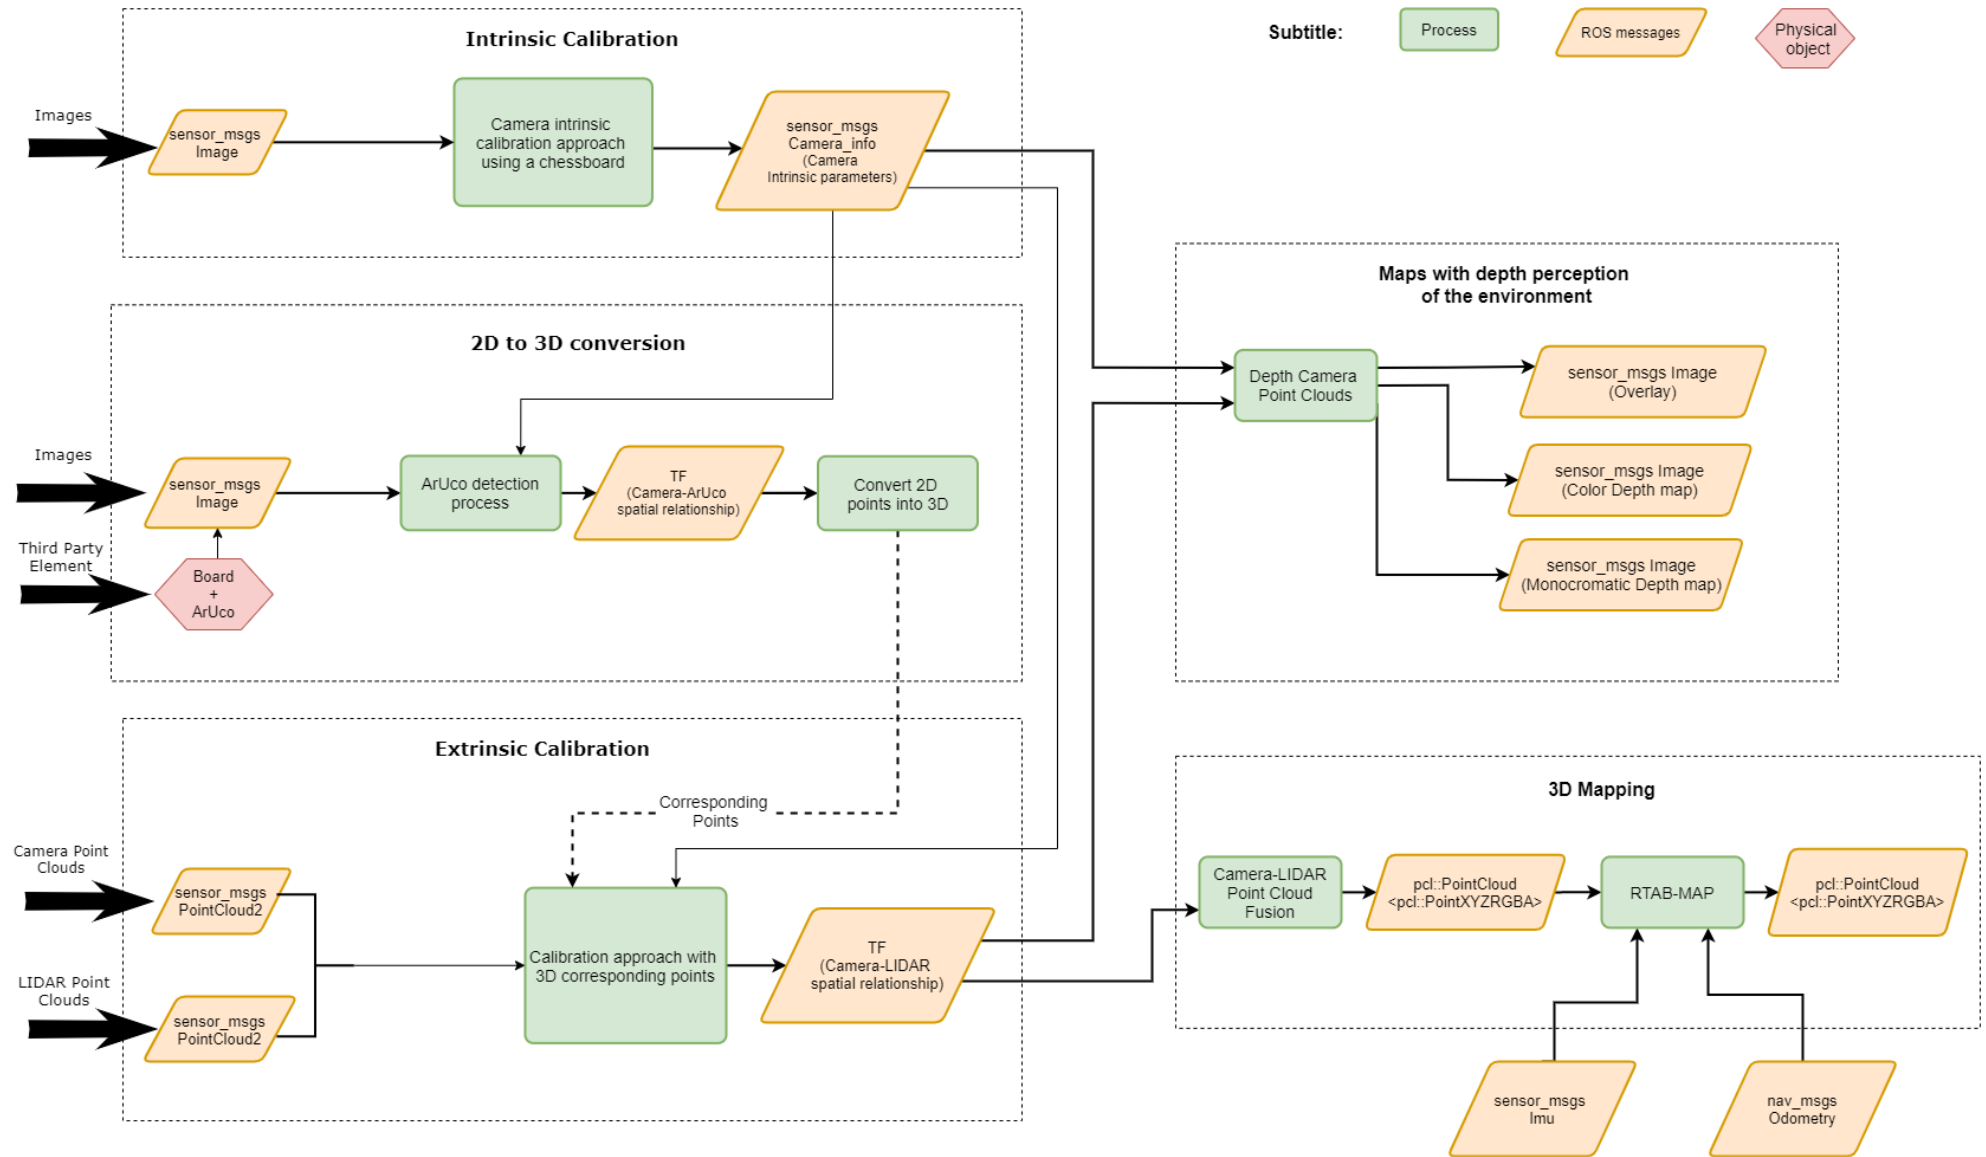 Subtitle:
Process
ROS messages
Physical
object
Intrinsic Calibration
Images
sensor_msgs
Image
Camera intrinsic
calibration approach
using a chessboard
sensor_msgs
Camera_info
(Camera
Intrinsic parameters)
2D to 3D conversion
Images
sensor_msgs
Image
ArUco detection
process
TF
(Camera-ArUco
spatial relationship)
Convert 2D
points into 3D
Third Party
Element
Board
+
ArUco
Maps with depth perception
of the environment
Depth Camera
Point Clouds
sensor_msgs Image
(Overlay)
sensor_msgs Image
(Color Depth map)
sensor_msgs Image
(Monocromatic Depth map)
Extrinsic Calibration
Corresponding
Points
Camera Point
Clouds
sensor_msgs
PointCloud2
LIDAR Point
Clouds
sensor_msgs
PointCloud2
Calibration approach with
3D corresponding points
TF
(Camera-LIDAR
spatial relationship)
3D Mapping
Camera-LIDAR
Point Cloud
Fusion
pcl::PointCloud
<pcl::PointXYZRGBA>
RTAB-MAP
pcl::PointCloud
<pcl::PointXYZRGBA>
sensor_msgs
Imu
nav_msgs
Odometry